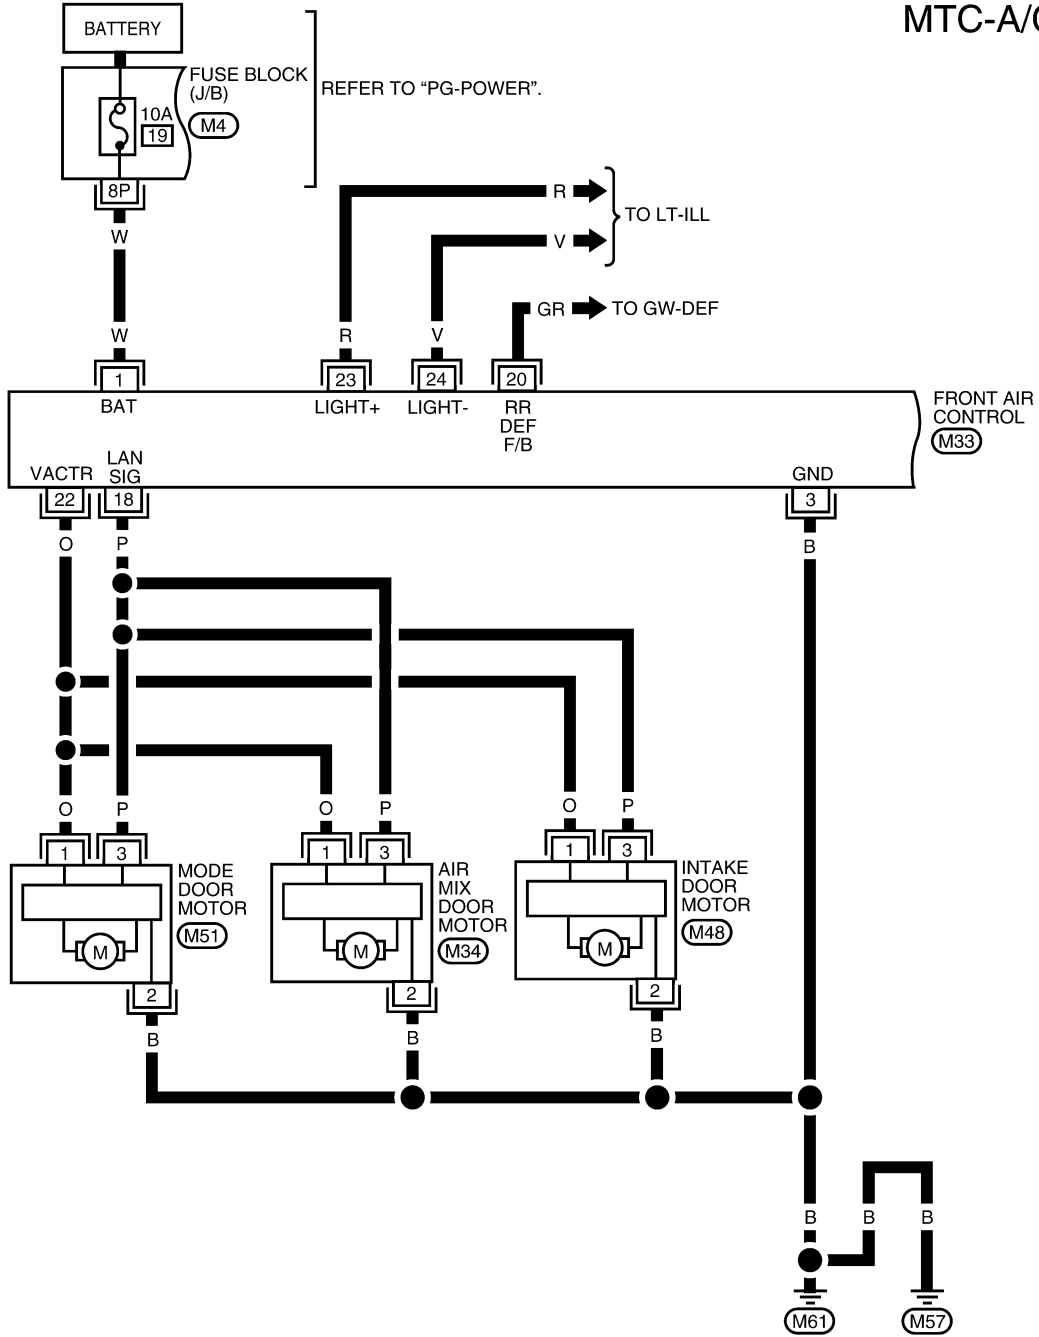 MTC-A/C
BATTERY
FUSE BLOCK
(J/B)
REFER TO “PG-POWER”.
10A
19
M4
8P
W
R
TO LT-ILL
V
GR TO GW-DEF
W
R
V
1
23
24
20
BAT
LIGHT+
LIGHT-
RR
DEF
F/B
FRONT AIR
CONTROL
M33
VACTR
LAN
SIG
GND
22
18
3
O
P
B
O
P
O
P
O
P
1
3
1
3
1
3
MODE
DOOR
MOTOR
M51
AIR
MIX
DOOR
MOTOR
M34
INTAKE
DOOR
MOTOR
M48
M
M
M
2
2
2
B
B
B
B
B
B
M61
M57